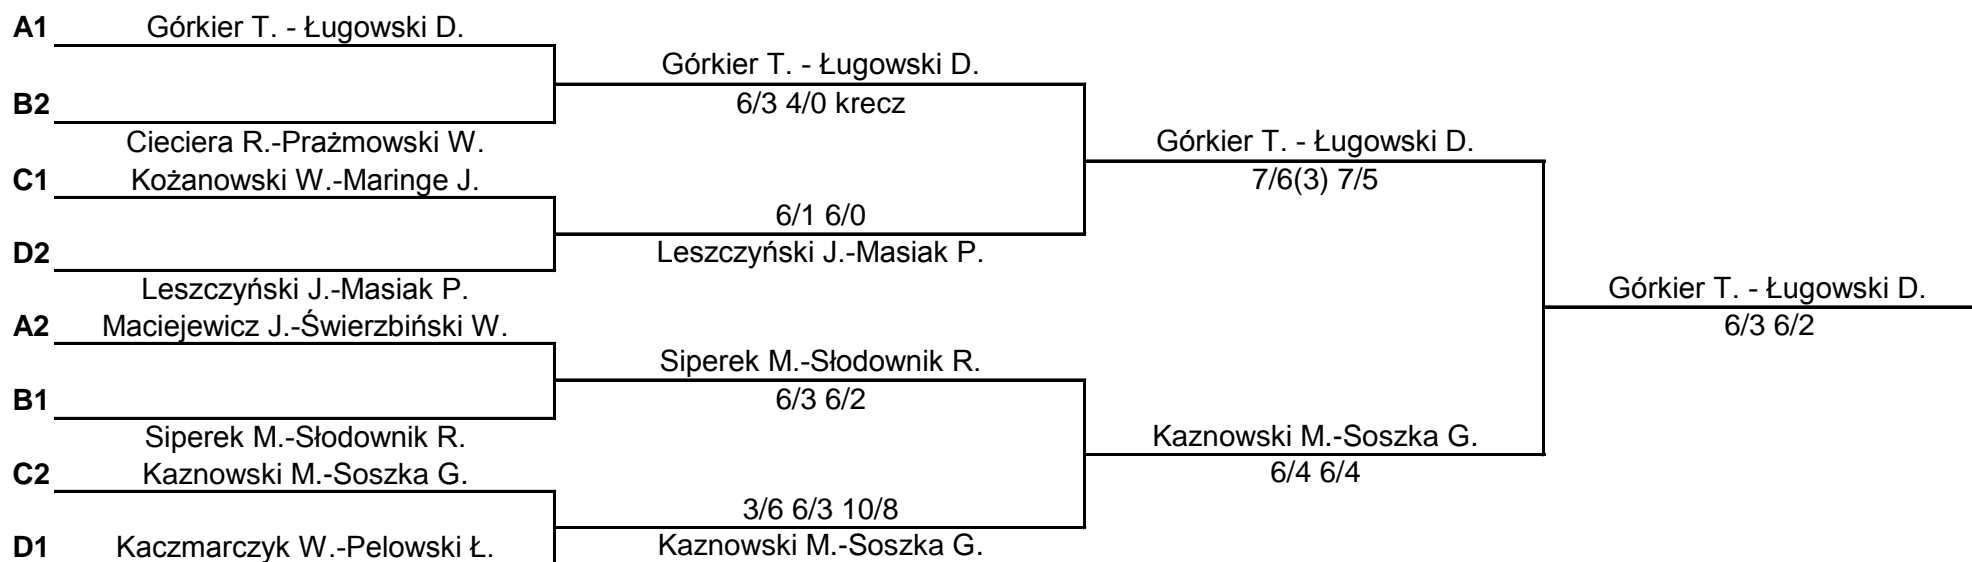 A1 Górkier T. - Ługowski D.
Górkier T. - Ługowski D.
B2 6/3 4/0 krecz
Cieciera R.-Prażmowski W. Górkier T. - Ługowski D.
C1 Kożanowski W.-Maringe J. 7/6(3) 7/5
6/1 6/0
D2 Leszczyński J.-Masiak P.
Leszczyński J.-Masiak P. Górkier T. - Ługowski D.
A2 Maciejewicz J.-Świerzbiński W. 6/3 6/2
Siperek M.-Słodownik R.
B1 6/3 6/2
Siperek M.-Słodownik R. Kaznowski M.-Soszka G.
C2 Kaznowski M.-Soszka G. 6/4 6/4
3/6 6/3 10/8
D1 Kaczmarczyk W.-Pelowski Ł. Kaznowski M.-Soszka G.